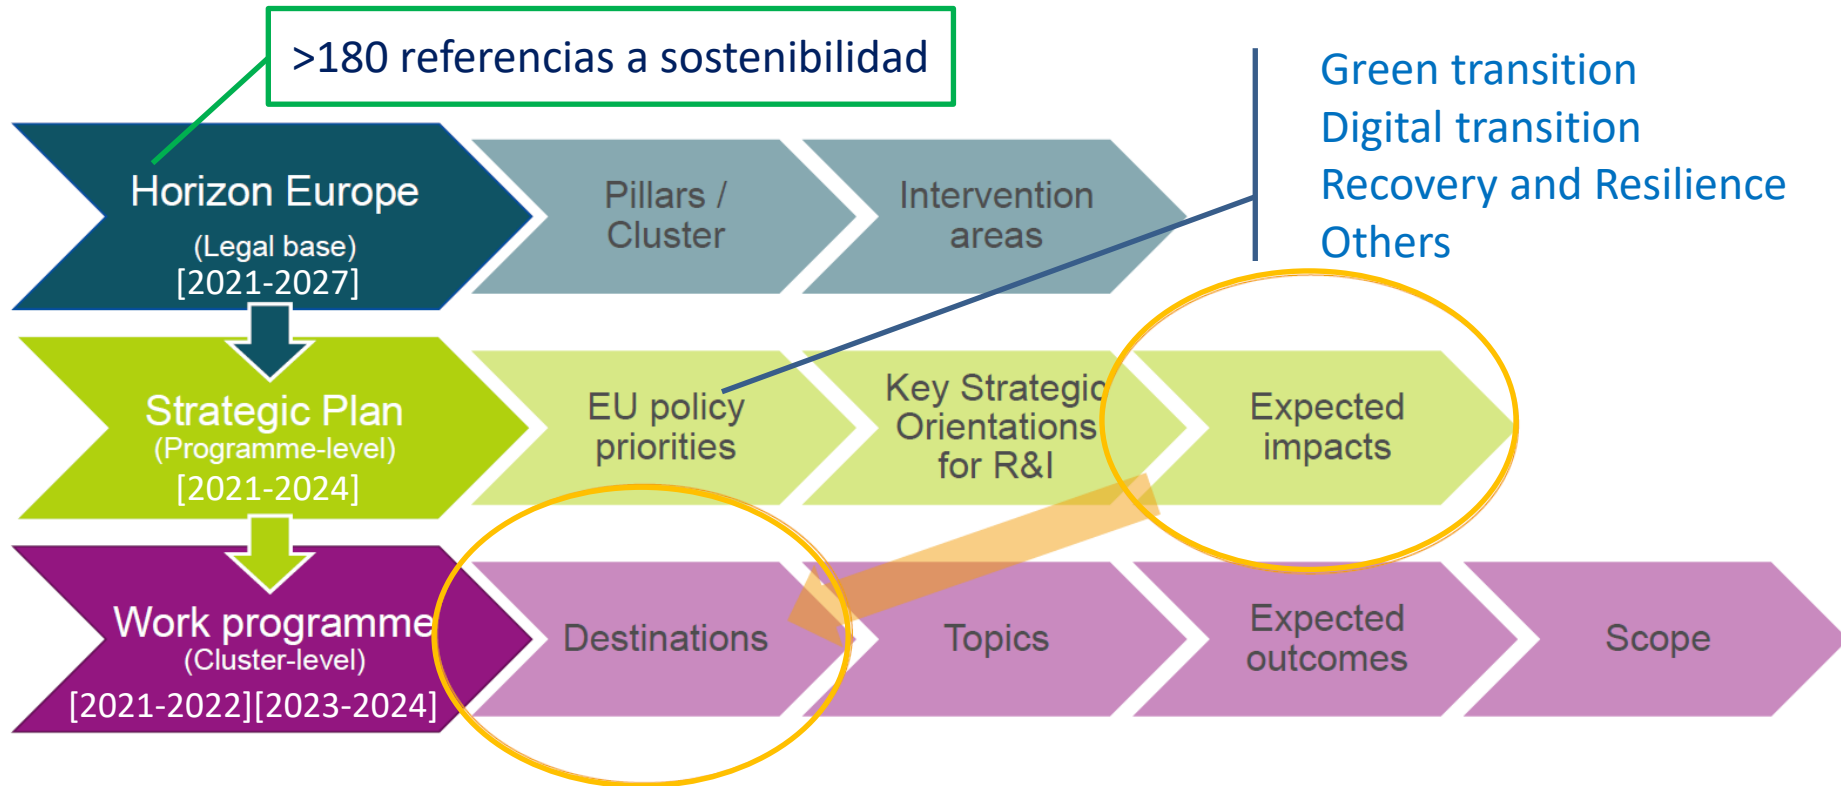 >180 referencias a sostenibilidad
Green transition
Digital transition
Recovery and Resilience
Others
Horizon Europe
(Legal base)
[2021-2027]
Pillars /
Cluster
Intervention
areas
Strategic Plan
(Programme-level)
[2021-2024]
EU policy
priorities
Key Strategic
Orientations
for R&I
Expected
impacts
Work programme
(Cluster-level)
[2021-2022][2023-2024]
Destinations
Topics
Expected
outcomes
Scope